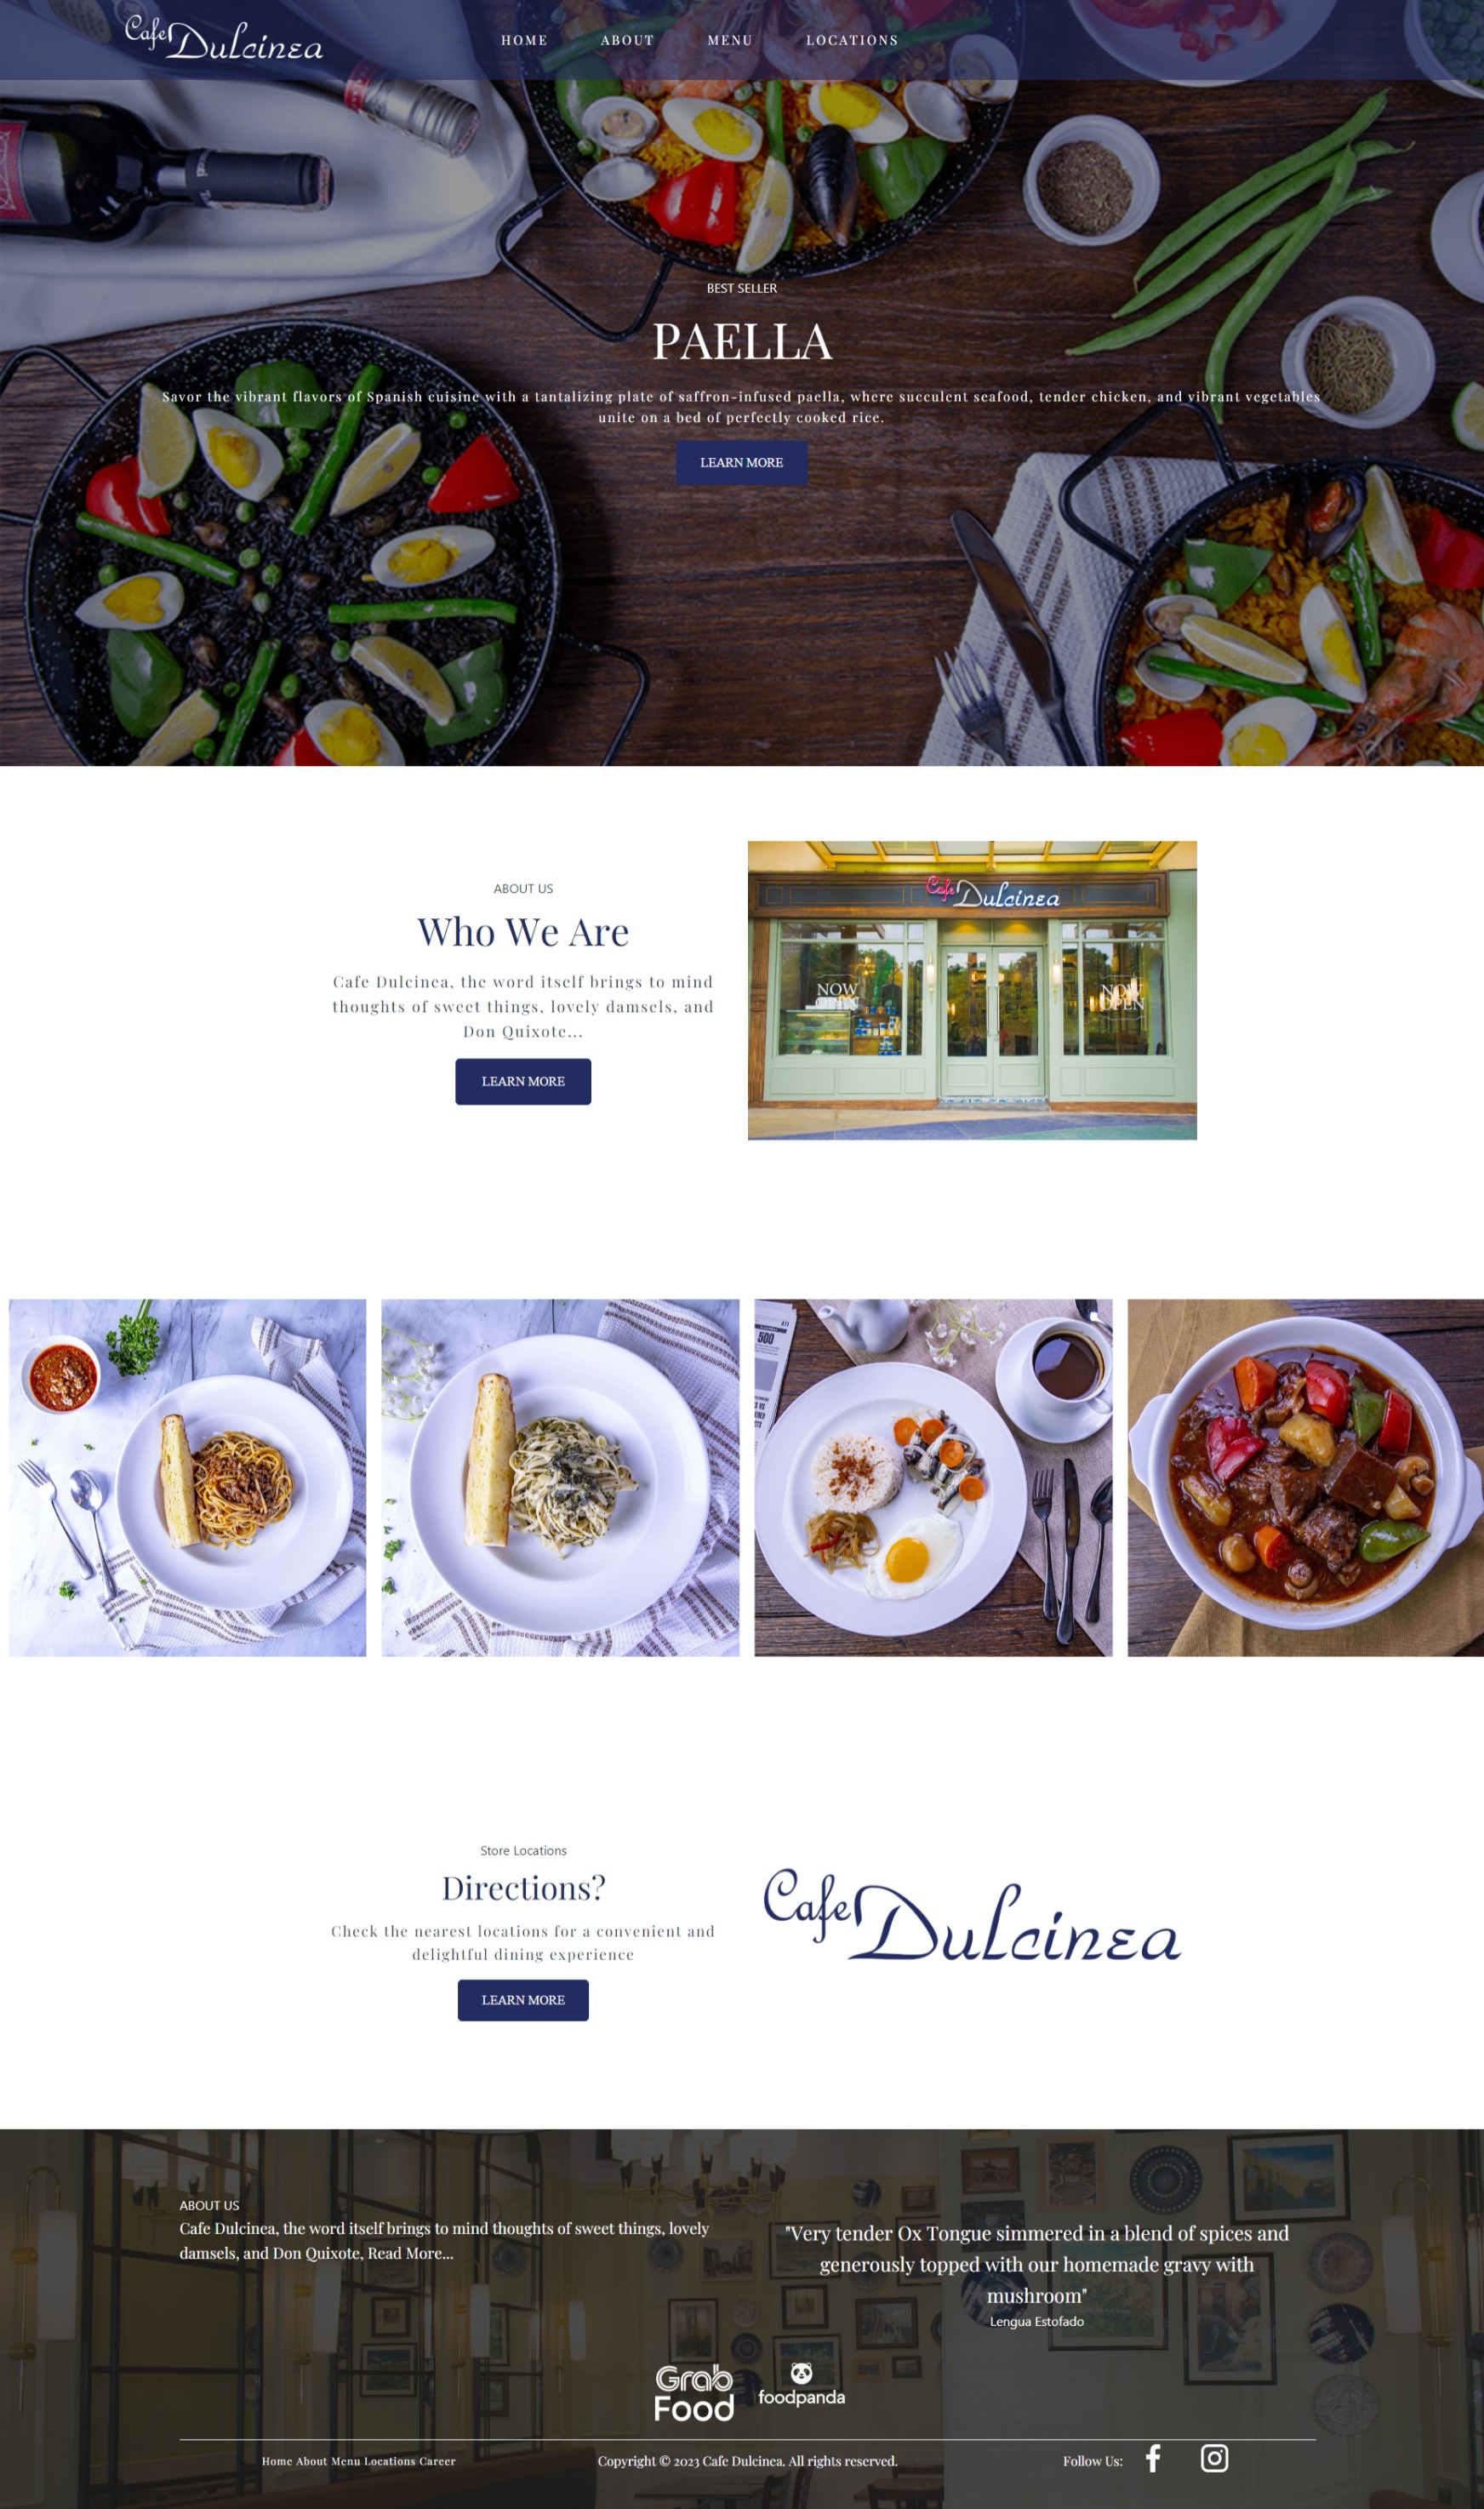 Cafe Dulcinea
HOME ABOUT MENU LOCATIONS
BEST SELLER
PAELLA
Savor the vibrant flavors of Spanish cuisine with a tantalizing plate of saffron-infused paella, where succulent seafood, tender chicken, and vibrant vegetables
unite on a bed of perfectly cooked rice.
LEARN MORE
ABOUT US
Who We Are
Cafe Dulcinea, the word itself brings to mind
thoughts of sweet things, lovely damsels, and
Don Quixote...
LEARN MORE
Cafe Dulcinea
NOW
OPEN
NOW
OPEN
500
Store Locations
Directions?
Check the nearest locations for a convenient and
delightful dining experience
LEARN MORE
Cafe Dulcinea
ABOUT US
Cafe Dulcinea, the word itself brings to mind thoughts of sweet things, lovely
damsels, and Don Quixote, Read More...
"Very tender Ox Tongue simmered in a blend of spices and
generously topped with our homemade gravy with
mushroom"
Lengua Estofado
Grab
Food
foodpanda
Home About Menu Locations Career
Copyright © 2023 Cafe Dulcinea. All rights reserved.
Follow Us: